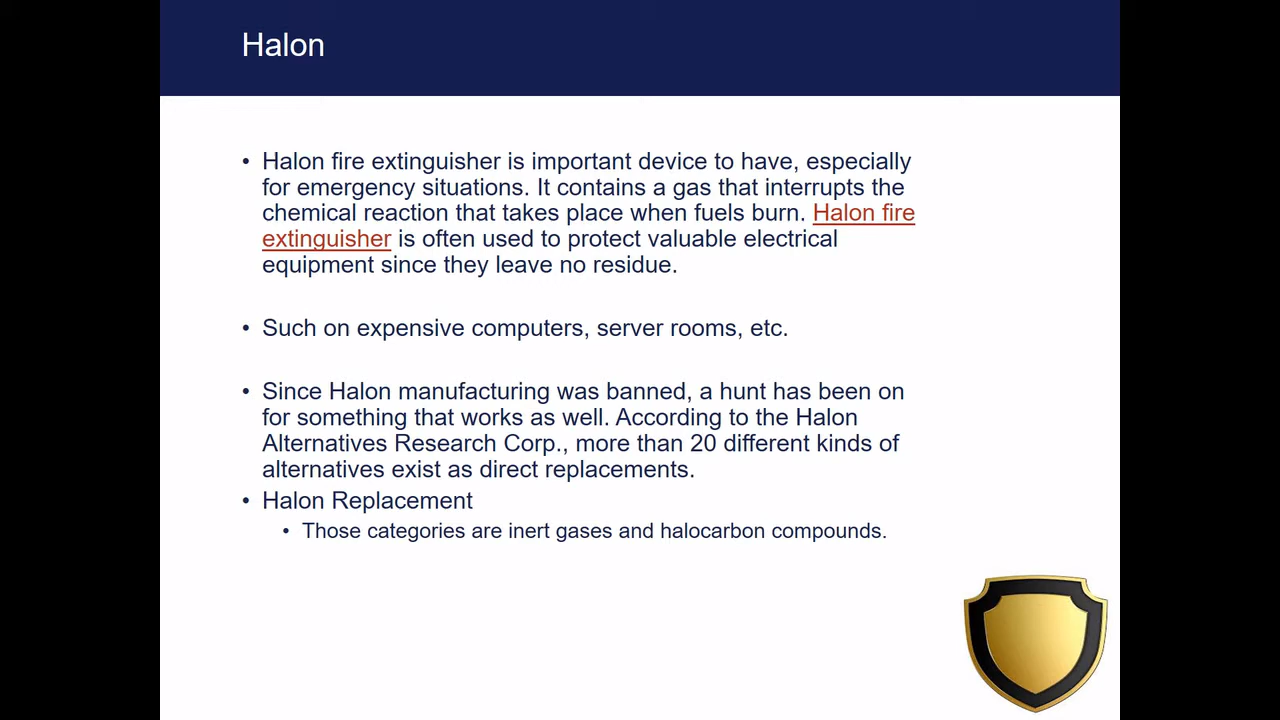 Halon
• Halon fire extinguisher is important device to have, especially
for emergency situations. It contains a gas that interrupts the
chemical reaction that takes place when fuels burn. Halon fire
extinguisher is often used to protect valuable electrical
equipment since they leave no residue.
• Such on expensive computers, server rooms, etc.
• Since Halon manufacturing was banned, a hunt has been on
for something that works as well. According to the Halon
Alternatives Research Corp., more than 20 different kinds of
alternatives exist as direct replacements.
• Halon Replacement
• Those categories are inert gases and halocarbon compounds.